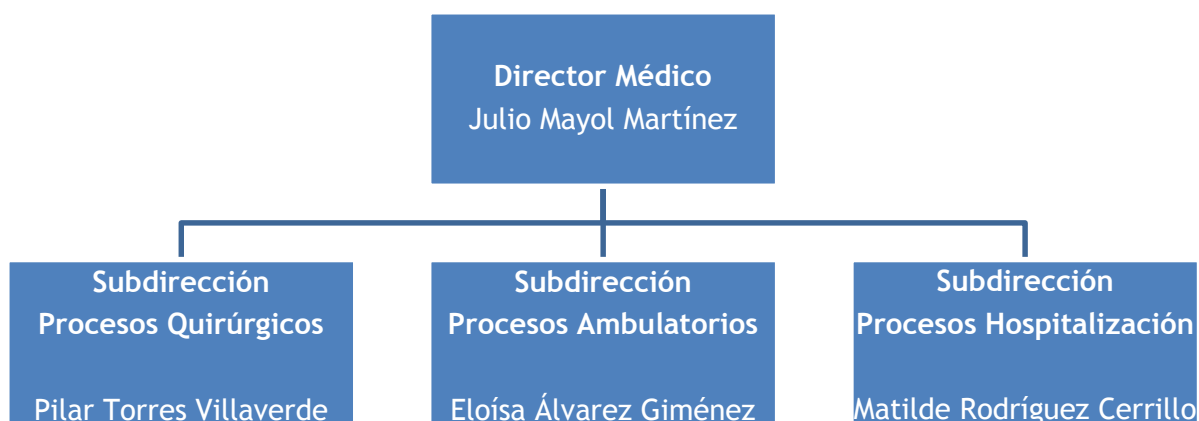 Director Médico
Julio Mayol Martínez
Subdirección
Procesos Quirúrgicos
Pilar Torres Villaverde
Subdirección
Procesos Ambulatorios
Eloísa Álvarez Giménez
Subdirección
Procesos Hospitalización
Matilde Rodríguez Cerrillo